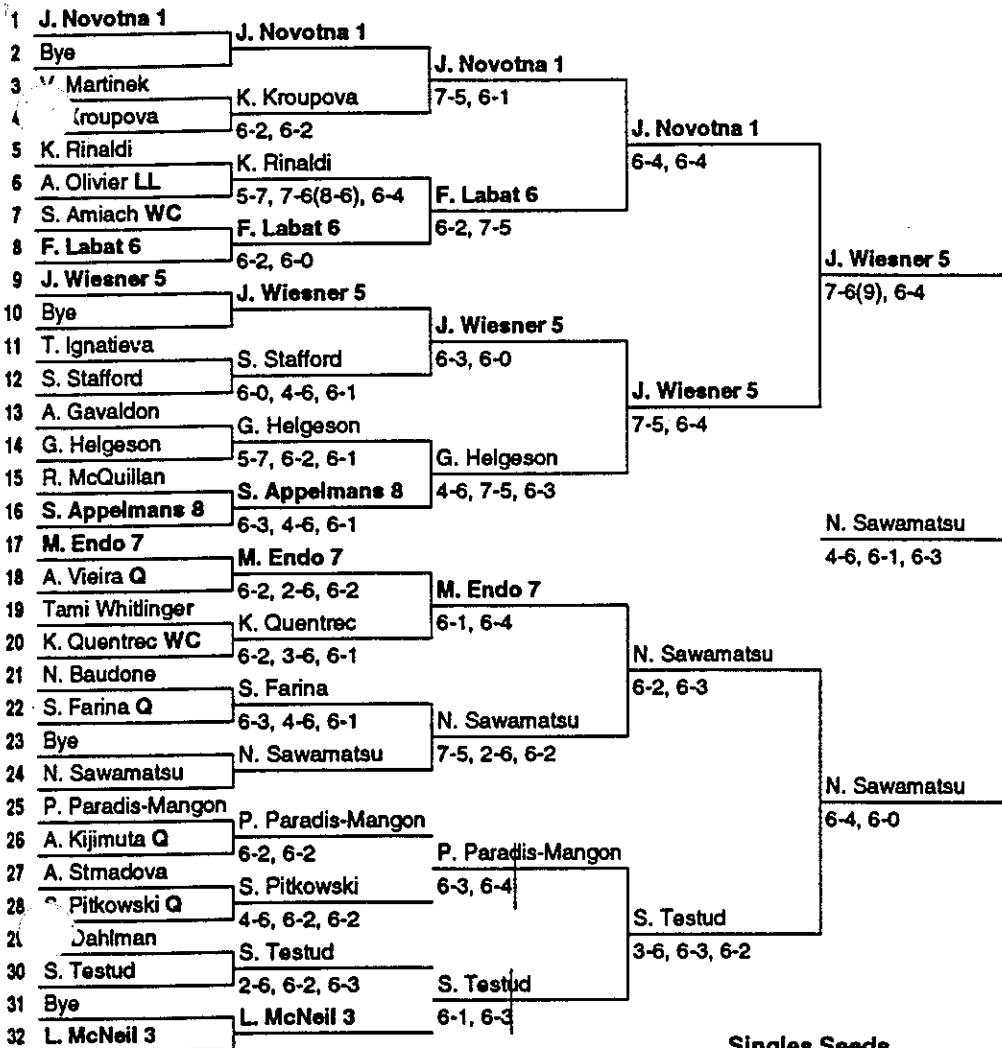 1 J. Novotna 1
2 Bye
3 Martinek
4 Kroupova
5 K. Rinaldi
6 A. Olivier LL
7 S. Amiach WC
8 F. Labat 6
9 J. Wiesner 5
10 Bye
11 T. Ignatieva
12 S. Stafford
13 A. Gavaldon
14 G. Helgeson
15 R. McQuillan
16 S. Appelmans 8
17 M. Endo 7
18 A. Vieira Q
19 Tami Whitlinger
20 K. Quentrec WC
21 N. Baudone
22 S. Farina Q
23 Bye
24 N. Sawamatsu
25 P. Paradis-Mangon
26 A. Kijimuta Q
27 A. Strnadova
28 Pitkowski Q
Dahlman
30 S. Testud
31 Bye
32 L. McNeil 3
J. Novotna 1
K. Kroupova
6-2, 6-2
K. Rinaldi
5-7, 7-6(8-6), 6-4
F. Labat 6
6-2, 6-0
J. Wiesner 5
S. Stafford
6-0, 4-6, 6-1
G. Helgeson
5-7, 6-2, 6-1
S. Appelmans 8
6-3, 4-6, 6-1
M. Endo 7
6-2, 2-6, 6-2
K. Quentrec
6-2, 3-6, 6-1
S. Farina
6-3, 4-6, 6-1
N. Sawamatsu
P. Paradis-Mangon
6-2, 6-2
S. Pitkowski
4-6, 6-2, 6-2
S. Testud
2-6, 6-2, 6-3
L. McNeil 3
J. Novotna 1
7-5, 6-1
F. Labat 6
6-2, 7-5
J. Wiesner 5
6-3, 6-0
G. Helgeson
4-6, 7-5, 6-3
M. Endo 7
6-1, 6-4
N. Sawamatsu
7-5, 2-6, 6-2
P. Paradis-Mangon
6-3, 6-4
S. Testud
6-1, 6-3
J. Novotna 1
6-4, 6-4
J. Wiesner 5
7-5, 6-4
N. Sawamatsu
6-2, 6-3
S. Testud
3-6, 6-3, 6-2
J. Wiesner 5
7-6(9), 6-4
N. Sawamatsu
6-4, 6-0
N. Sawamatsu
4-6, 6-1, 6-3
Singles Seeds